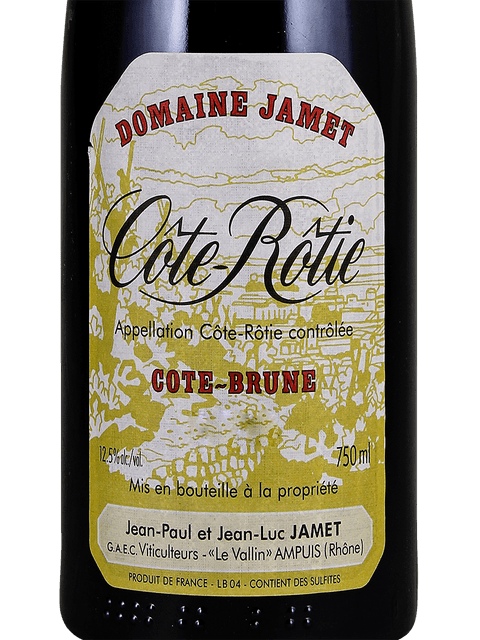 DOMAINE JAMET
Côte-Rôtie
Appellation Côte-Rôtie contrôlée
COTE~BRUNE
12.5% alc/vol. 750 ml
Mis en bouteille à la propriété
Jean-Paul et Jean-Luc JAMET
G.A.E.C. Viticulteurs - «Le Vallin» AMPUIS (Rhône)
PRODUIT DE FRANCE - LB 04 - CONTIENT DES SULFITES